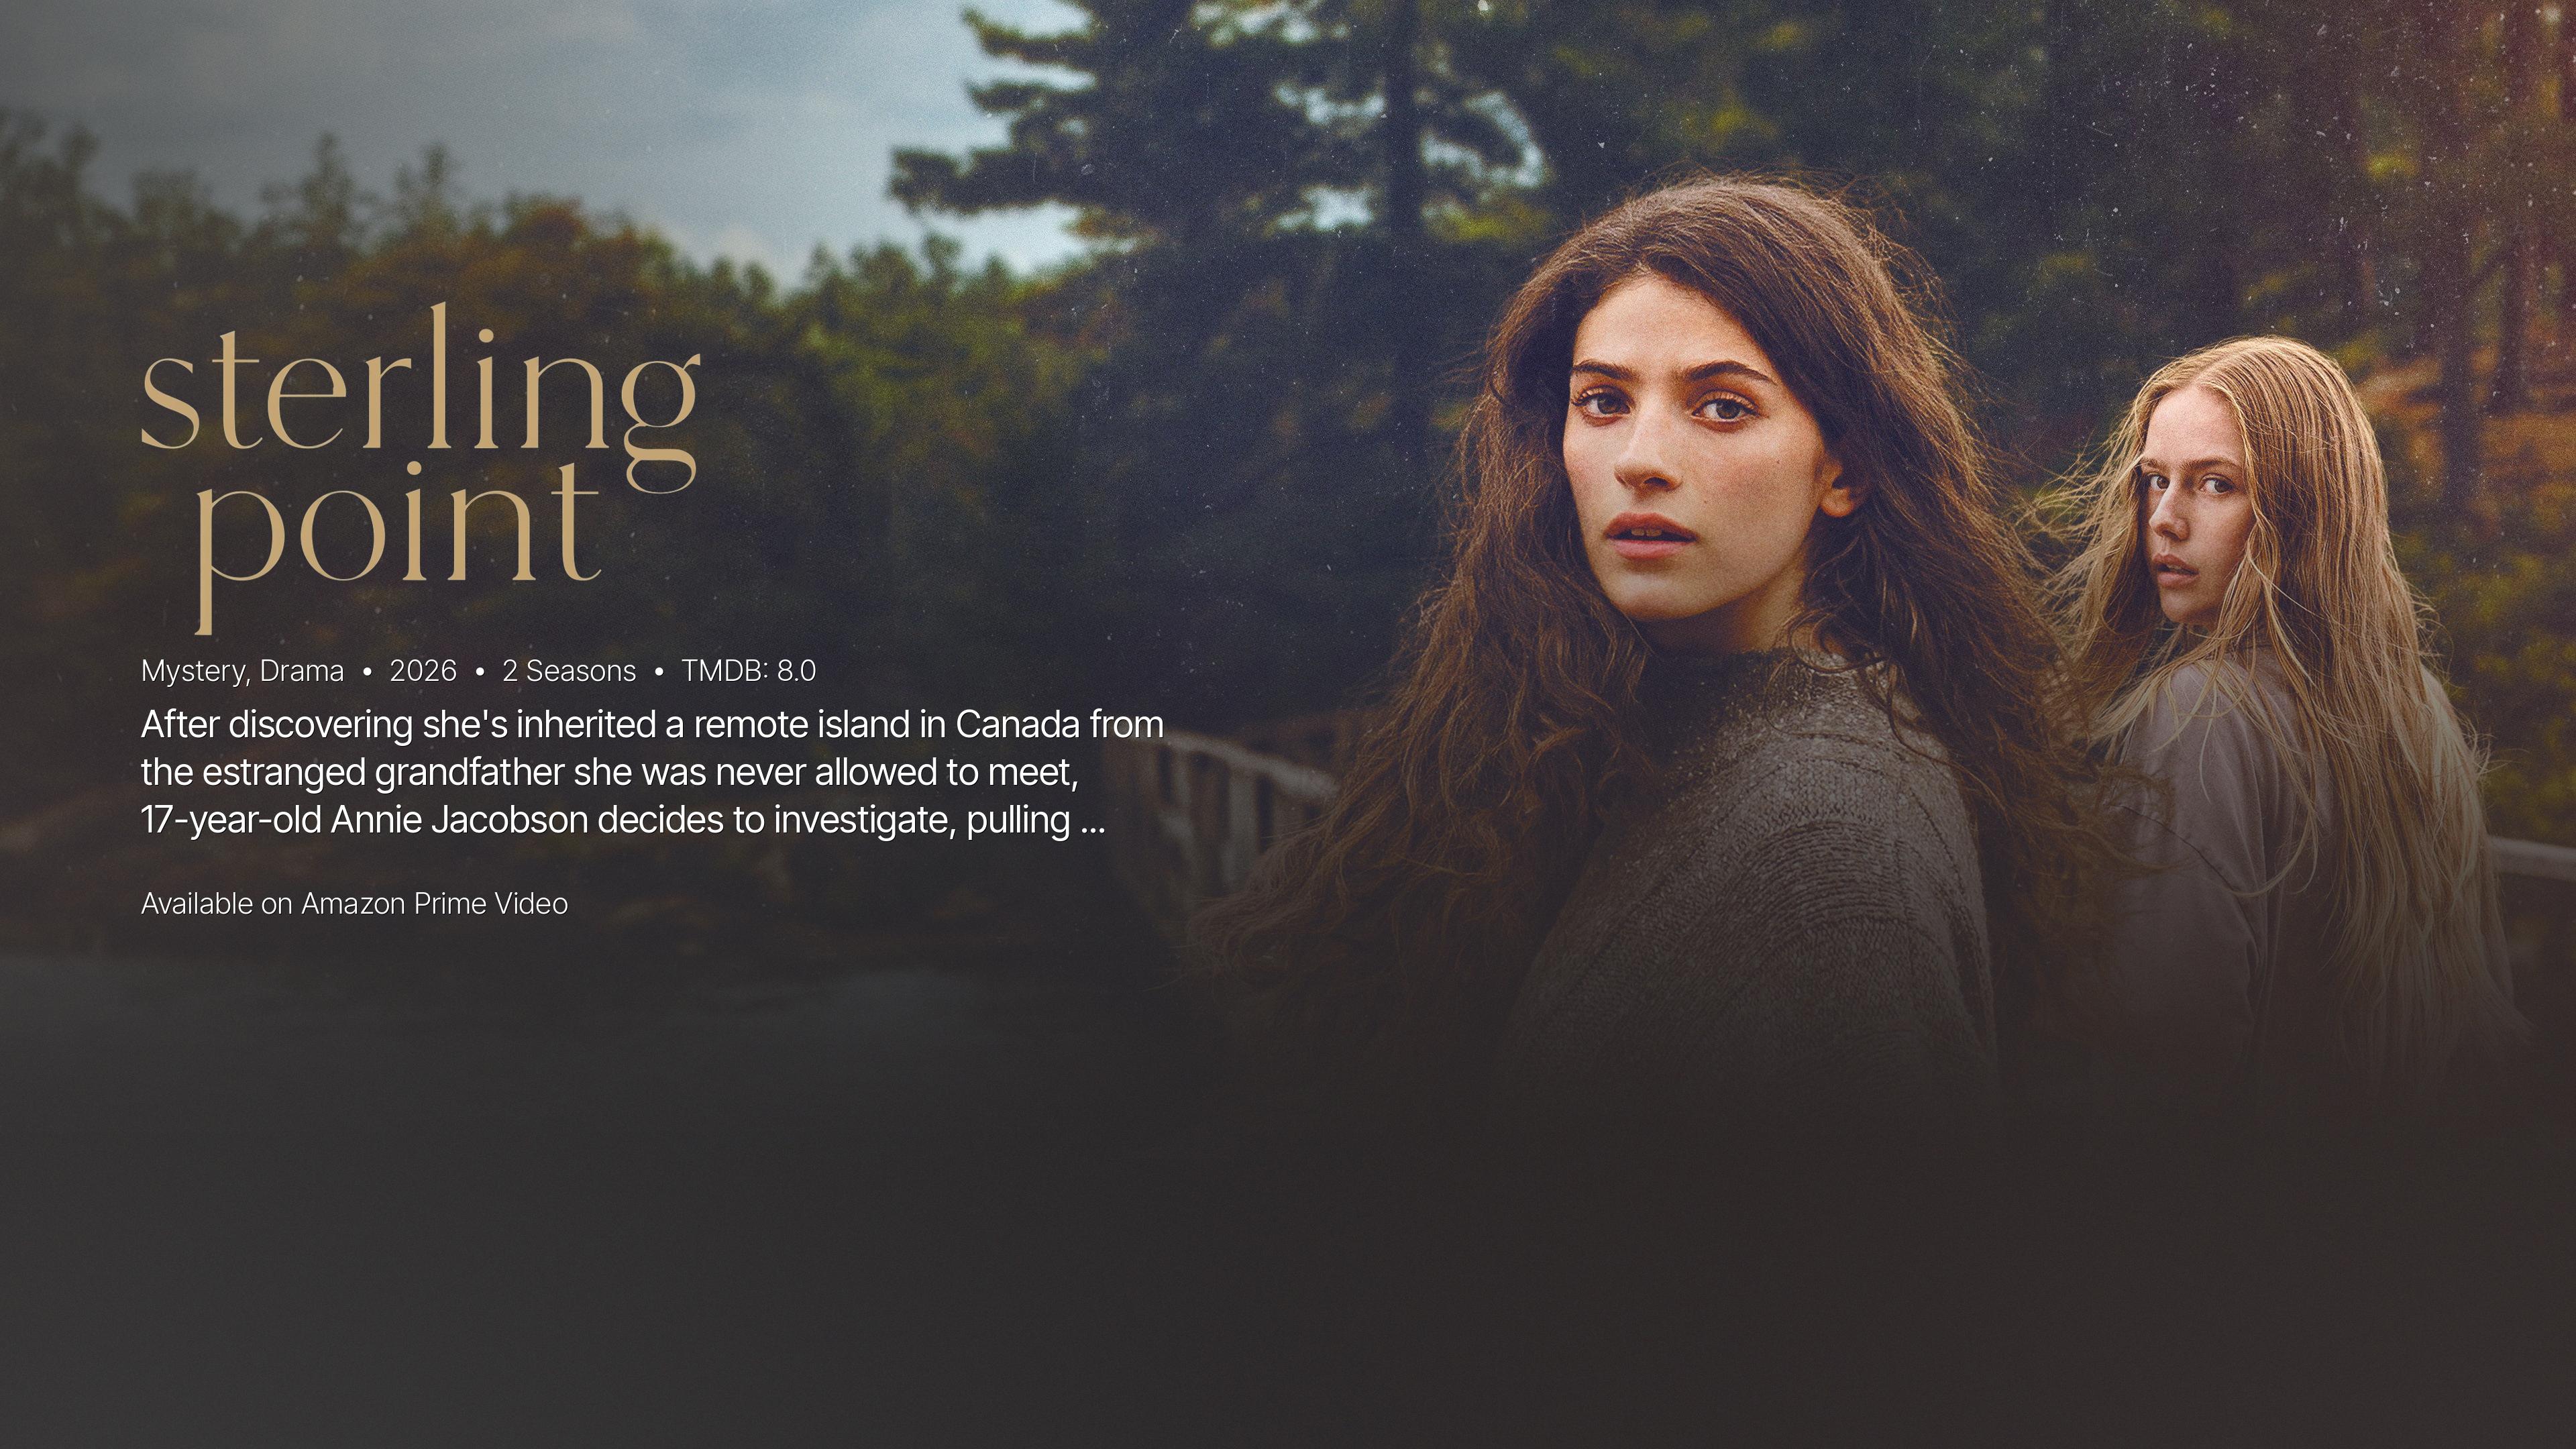 sterling
point
Mystery, Drama • 2026 • 2 Seasons • TMDB: 8.0
After discovering she's inherited a remote island in Canada from
the estranged grandfather she was never allowed to meet,
17-year-old Annie Jacobson decides to investigate, pulling ...
Available on Amazon Prime Video